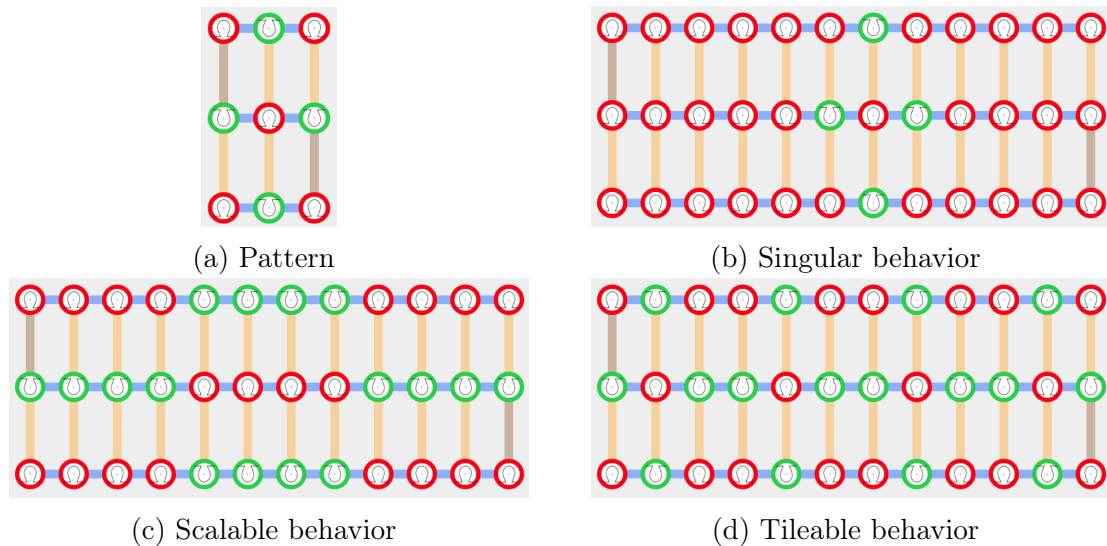 (a) Pattern
(b) Singular behavior
(c) Scalable behavior
(d) Tileable behavior